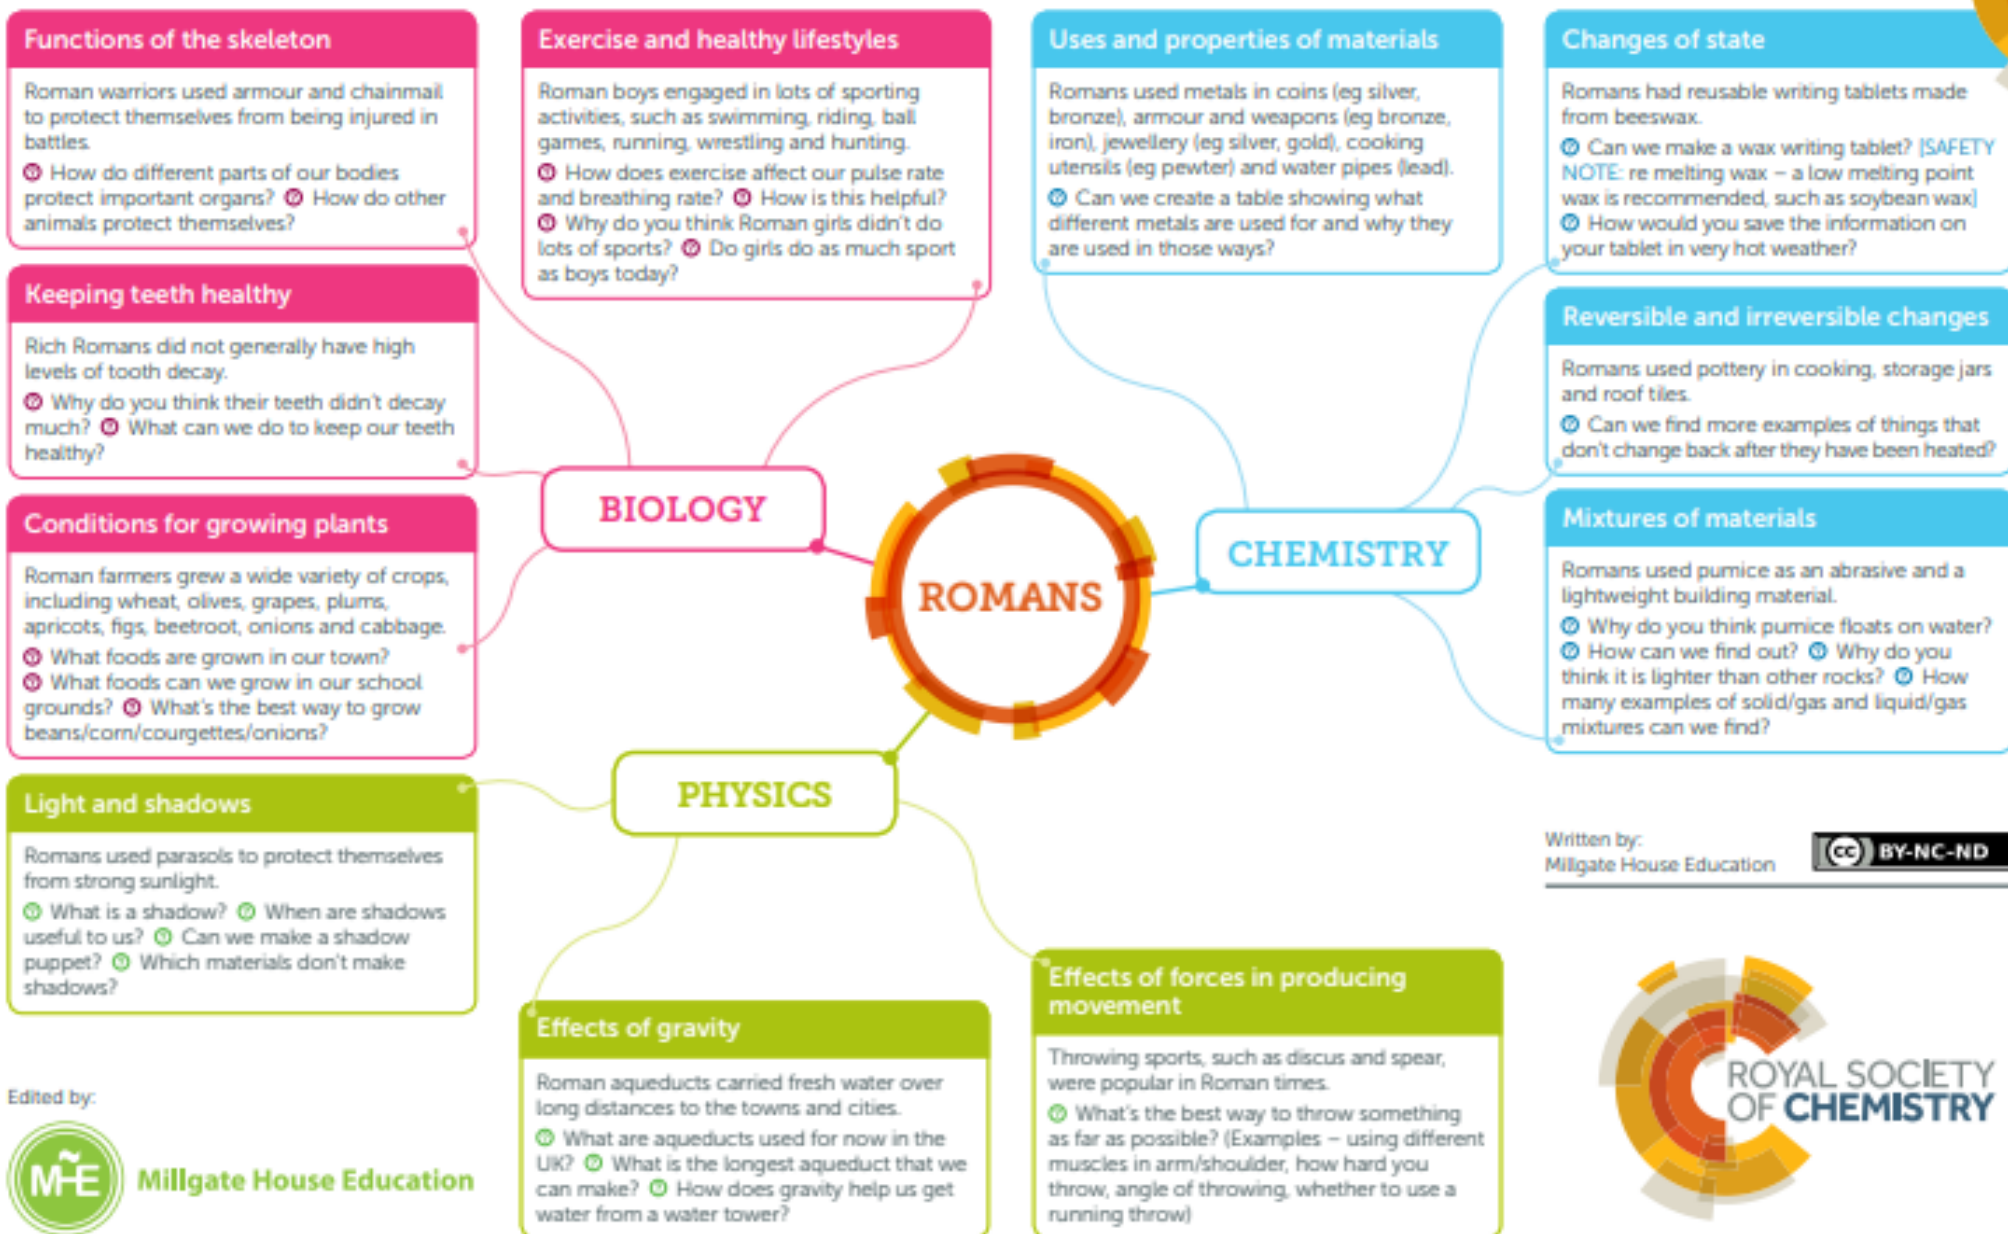 Functions of the skeleton
Roman warriors used armour and chainmail
to protect themselves from being injured in
battles.
How do different parts of our bodies
protect important organs? How do other
animals protect themselves?
Keeping teeth healthy
Rich Romans did not generally have high
levels of tooth decay.
Why do you think their teeth didn't decay
much? What can we do to keep our teeth
healthy?
Conditions for growing plants
Roman farmers grew a wide variety of crops,
including wheat, olives, grapes, plums,
apricots, figs, beetroot, onions and cabbage.
What foods are grown in our town?
What foods can we grow in our school
grounds? What's the best way to grow
beans/corn/courgettes/onions?
Exercise and healthy lifestyles
Roman boys engaged in lots of sporting
activities, such as swimming, riding, ball
games, running, wrestling and hunting.
How does exercise affect our pulse rate
and breathing rate? How is this helpful?
Why do you think Roman girls didn't do
lots of sports? Do girls do as much sport
as boys today?
BIOLOGY
ROMANS
Uses and properties of materials
Romans used metals in coins (eg silver,
bronze), armour and weapons (eg bronze,
iron), jewellery (eg silver, gold), cooking
utensils (eg pewter) and water pipes (lead).
Can we create a table showing what
different metals are used for and why they
are used in those ways?
Changes of state
Romans had reusable writing tablets made
from beeswax.
Can we make a wax writing tablet? [SAFETY
NOTE: re melting wax – a low melting point
wax is recommended, such as soybean wax]
How would you save the information on
your tablet in very hot weather?
Reversible and irreversible changes
Romans used pottery in cooking, storage jars
and roof tiles.
Can we find more examples of things that
don't change back after they have been heated?
CHEMISTRY
Mixtures of materials
Romans used pumice as an abrasive and a
lightweight building material.
Why do you think pumice floats on water?
How can we find out? Why do you
think it is lighter than other rocks? How
many examples of solid/gas and liquid/gas
mixtures can we find?
PHYSICS
Light and shadows
Romans used parasols to protect themselves
from strong sunlight.
What is a shadow? When are shadows
useful to us? Can we make a shadow
puppet? Which materials don't make
shadows?
Effects of gravity
Roman aqueducts carried fresh water over
long distances to the towns and cities.
What are aqueducts used for now in the
UK? What is the longest aqueduct that we
can make? How does gravity help us get
water from a water tower?
Effects of forces in producing
movement
Throwing sports, such as discus and spear,
were popular in Roman times.
What's the best way to throw something
as far as possible? (Examples – using different
muscles in arm/shoulder, how hard you
throw, angle of throwing, whether to use a
running throw)
Written by:
Millgate House Education
cc BY-NC-ND
Edited by:
MHE
Millgate House Education
ROYAL SOCIETY
OF CHEMISTRY